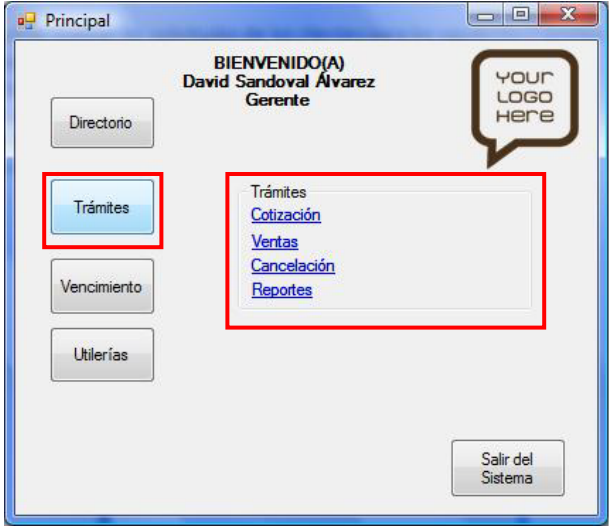 Principal
BIENVENIDO(A)
David Sandoval Álvarez
Gerente
YOUR
LOGO
HERE
Directorio
Trámites
Vencimiento
Utilerías
Trámites
Cotización
Ventas
Cancelación
Reportes
Salir del
Sistema